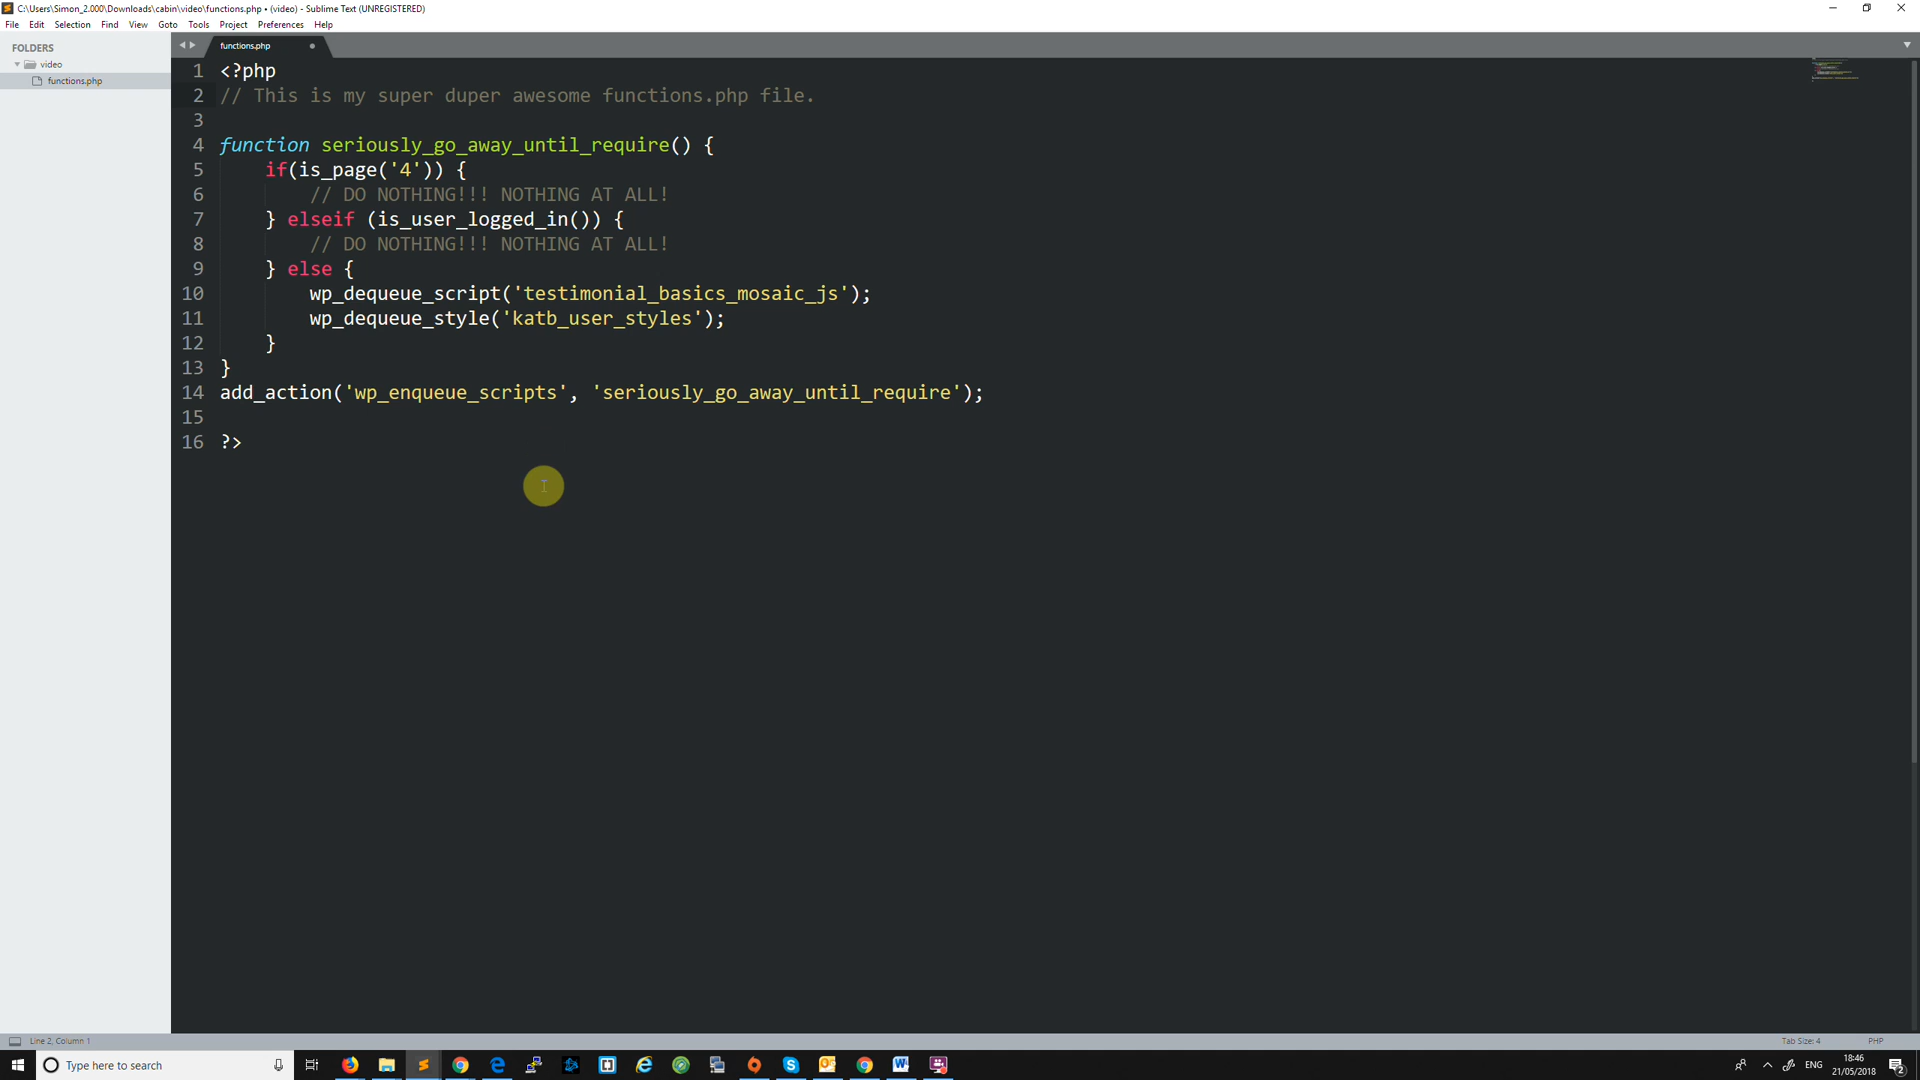 C:\Users\Simon_2.000\Downloads\cabin\video\functions.php • (video) - Sublime Text (UNREGISTERED)
File Edit Selection Find View Goto Tools Project Preferences Help
FOLDERS
video
functions.php
functions.php
1 <?php
2 // This is my super duper awesome functions.php file.
3
4 function seriously_go_away_until_require() {
5 if(is_page('4')) {
6 // DO NOTHING!!! NOTHING AT ALL!
7 } elseif (is_user_logged_in()) {
8 // DO NOTHING!!! NOTHING AT ALL!
9 } else {
10 wp_dequeue_script('testimonial_basics_mosaic_js');
11 wp_dequeue_style('katb_user_styles');
12 }
13 }
14 add_action('wp_enqueue_scripts', 'seriously_go_away_until_require');
15
16 ?>
Line 2, Column 1
Tab Size: 4 PHP
Type here to search
ENG
18:46
21/05/2018
2